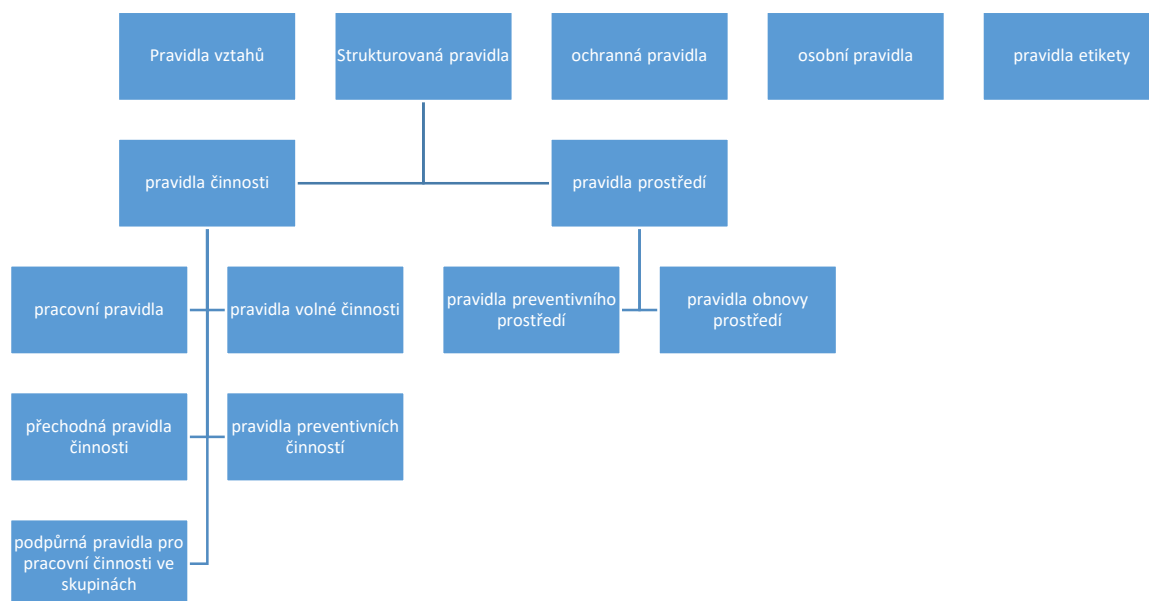 Pravidla vztahů
Strukturovaná pravidla
ochranná pravidla
osobní pravidla
pravidla etikety
pravidla činnosti
pravidla prostředí
pracovní pravidla
pravidla volné činnosti
pravidla preventivního
prostředí
pravidla obnovy
prostředí
přechodná pravidla
činnosti
pravidla preventivních
činností
podpůrná pravidla pro
pracovní činnosti ve
skupinách